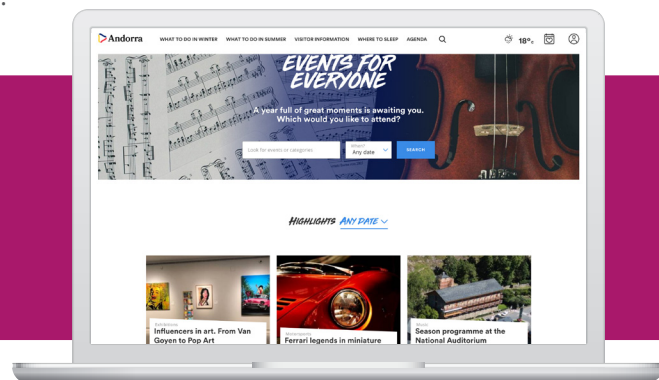 Andorra
WHAT TO DO IN WINTER WHAT TO DO IN SUMMER VISITOR INFORMATION WHERE TO SLEEP AGENDA
18°c
EVENTS FOR
EVERYONE
A year full of great moments is awaiting you.
Which would you like to attend?
Look for events or categories
When?
Any date
SEARCH
HIGHLIGHTS ANY DATE
Exhibitions
Influencers in art. From Van
Goyen to Pop Art
Motorsports
Ferrari legends in miniature
Music
Season programme at the
National Auditorium